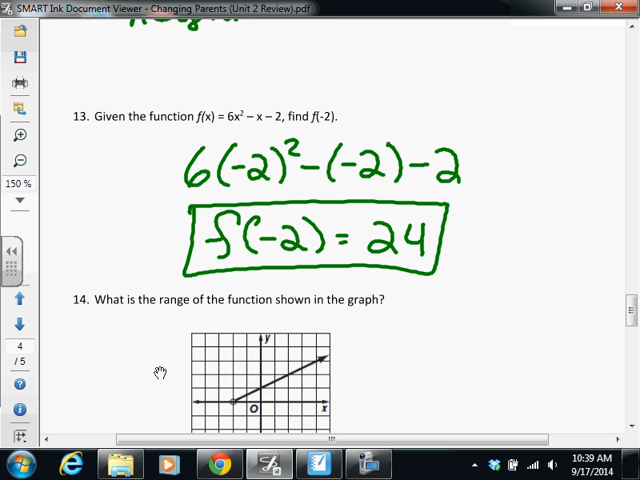 SMART Ink Document Viewer - Changing Parents (Unit 2 Review).pdf
13. Given the function f(x) = 6x² – x – 2, find f(-2).
6(-2)² - (-2) - 2
f(-2) = 24
150 %
14. What is the range of the function shown in the graph?
4
/ 5
y
O
x
10:39 AM
9/17/2014